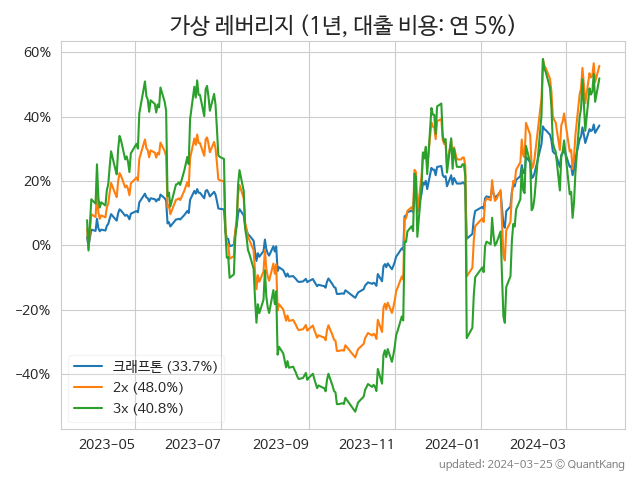 가상 레버리지 (1년, 대출 비용: 연 5%)
60%
40%
20%
0%
−20%
−40%
크래프톤 (33.7%)
2x (48.0%)
3x (40.8%)
2023−05 2023−07 2023−09 2023−11 2024−01 2024−03
updated: 2024-03-25 © QuantKang